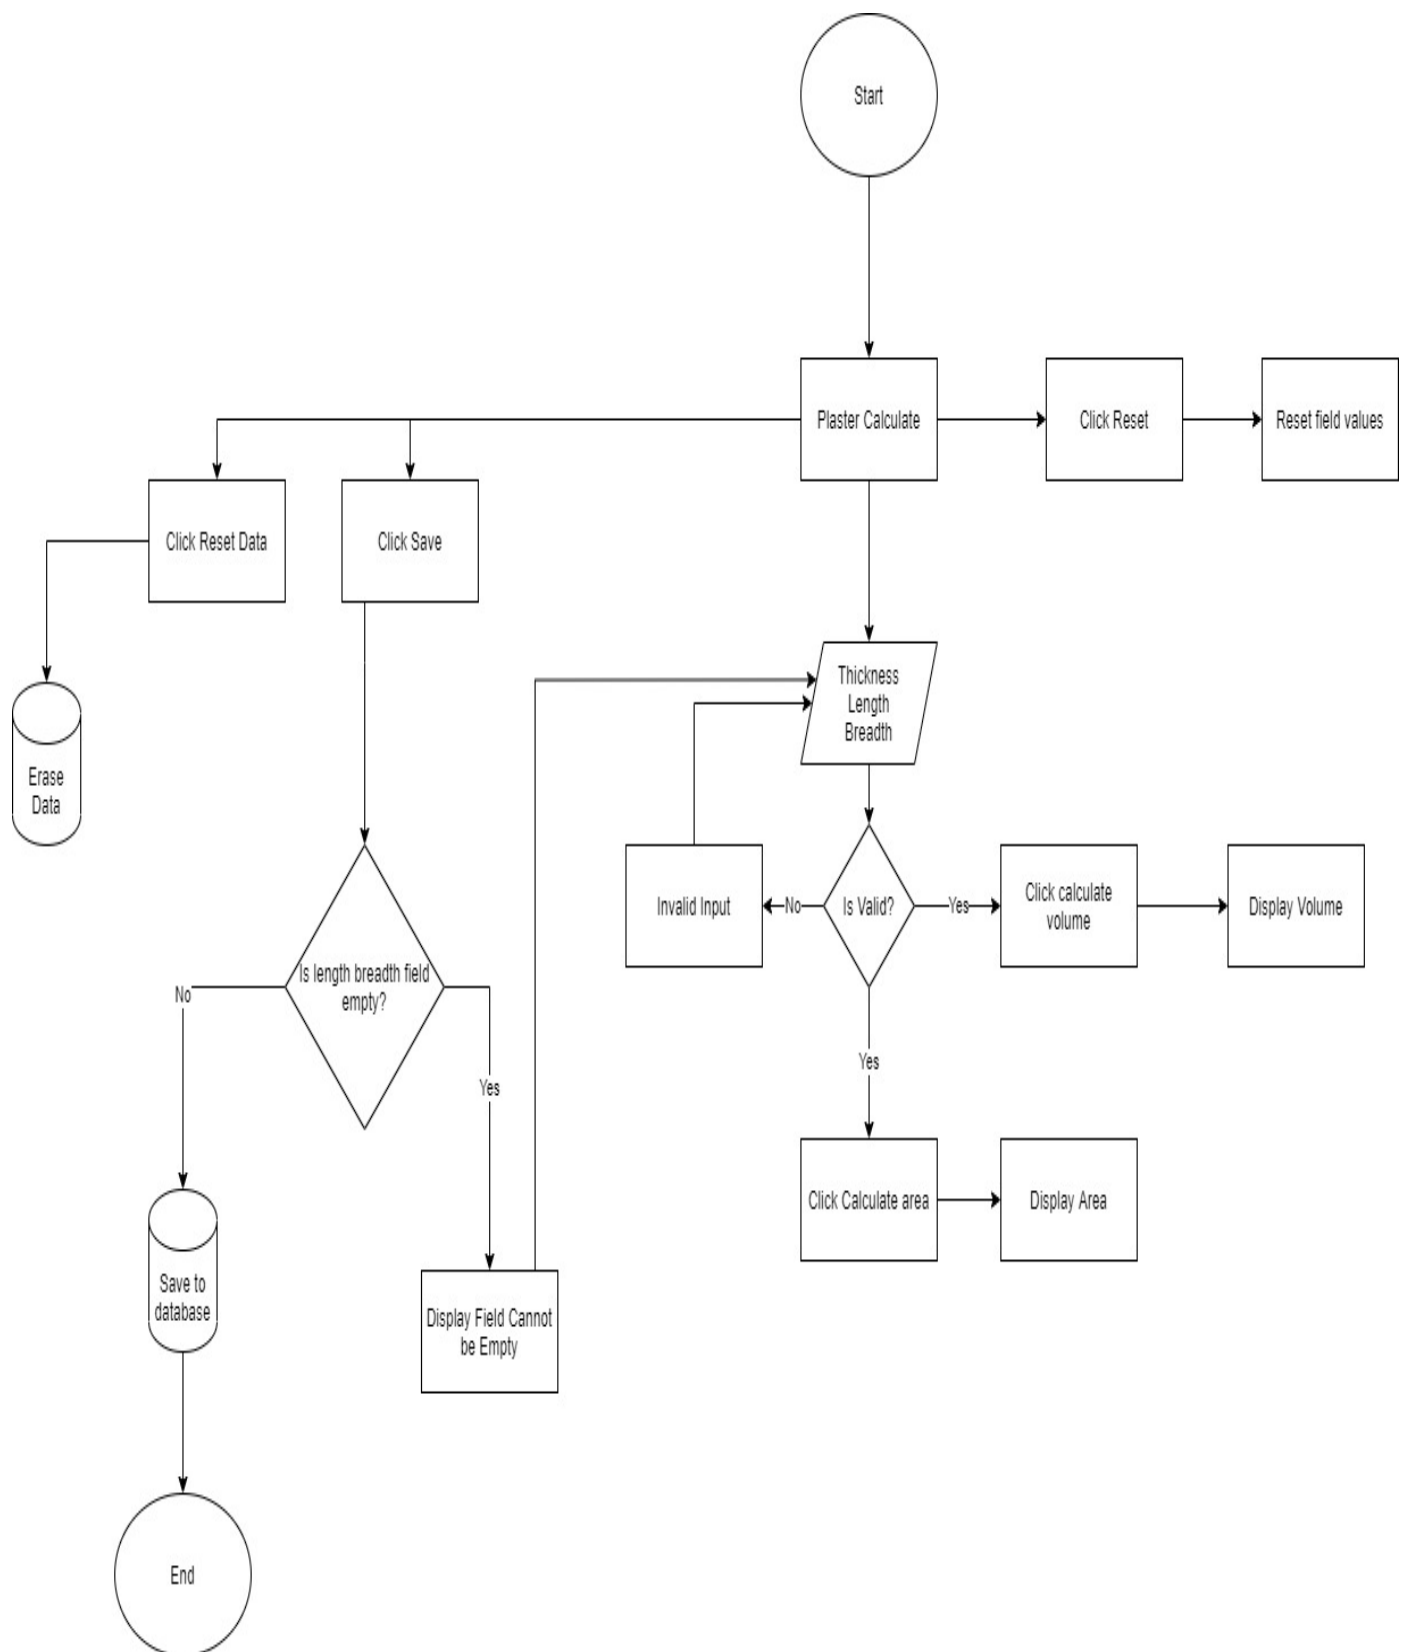 Start
Plaster Calculate
Click Reset
Reset field values
Click Reset Data
Click Save
Thickness
Length
Breadth
Erase
Data
Invalid Input
No
Is Valid?
Yes
Click calculate
volume
Display Volume
Is length breadth field
empty?
No
Yes
Yes
Click Calculate area
Display Area
Save to
database
Display Field Cannot
be Empty
End